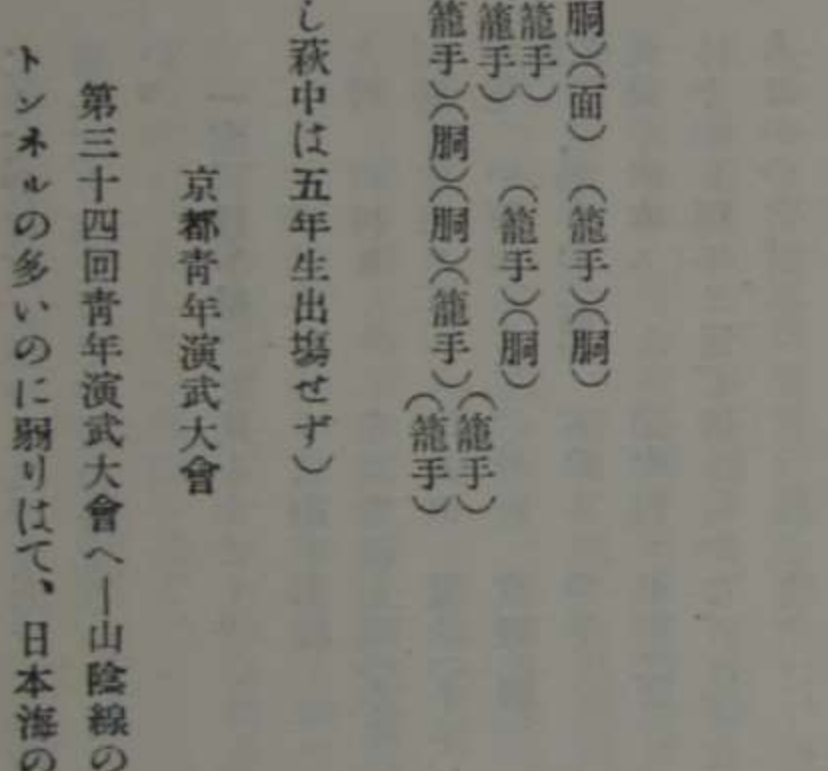 胴)(面) (籠手)(胴)
籠手)
籠手) (籠手)(胴)
籠手)(胴)(胴)(籠手)
(籠手)
(籠手)
し萩中は五年生出塲せず)
京都靑年演武大會
第三十四回靑年演武大會へ―山陰線の
トンネルの多いのに弱りはて、日本海の